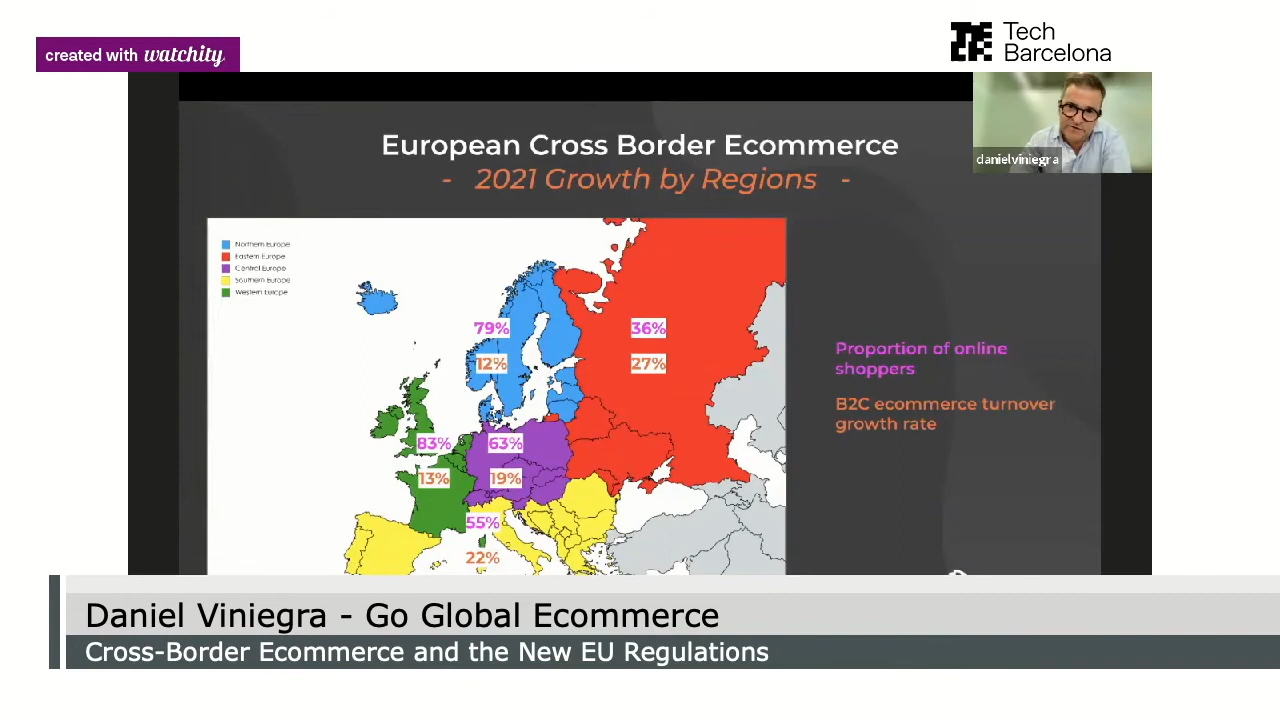 created with watchity
Tech
Barcelona
danielviniegra
European Cross Border Ecommerce
- 2021 Growth by Regions -
Northern Europe
Eastern Europe
Central Europe
Southern Europe
Western Europe
79%
12%
36%
27%
83%
13%
63%
19%
55%
22%
Proportion of online
shoppers
B2C ecommerce turnover
growth rate
Daniel Viniegra - Go Global Ecommerce
Cross-Border Ecommerce and the New EU Regulations